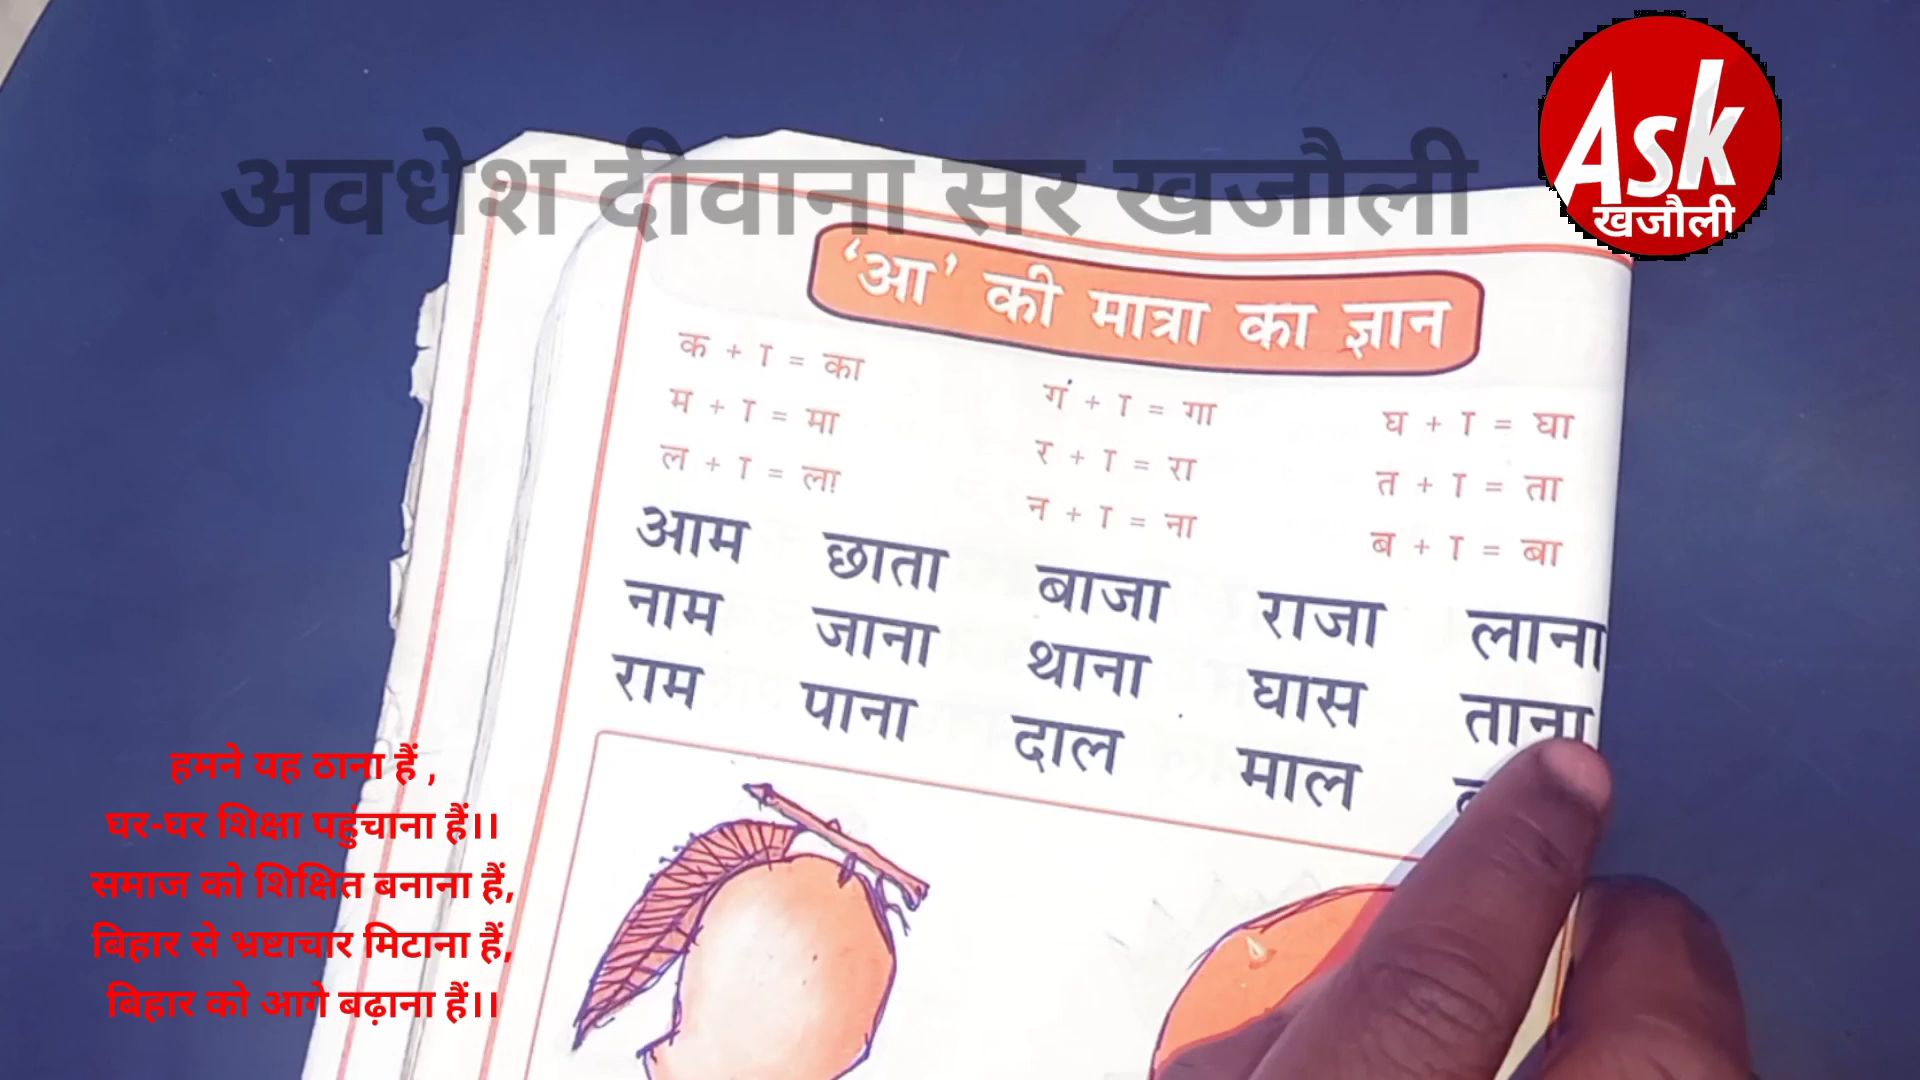 अवधेश दीवाना सर खजौली
Ask
खजौली
‘आ’ की मात्रा का ज्ञान
क + ा = का गं + ा = गा घ + ा = घा
म + ा = मा र + ा = रा त + ा = ता
ल + ा = ला न + ा = ना ब + ा = बा
आम छाता बाजा राजा लाना
नाम जाना थाना घास ताना
राम पाना दाल माल
हमने यह ठाना हैं ,
घर-घर शिक्षा पहुंचाना हैं।।
समाज को शिक्षित बनाना हैं,
बिहार से भ्रष्टाचार मिटाना हैं,
बिहार को आगे बढ़ाना हैं।।